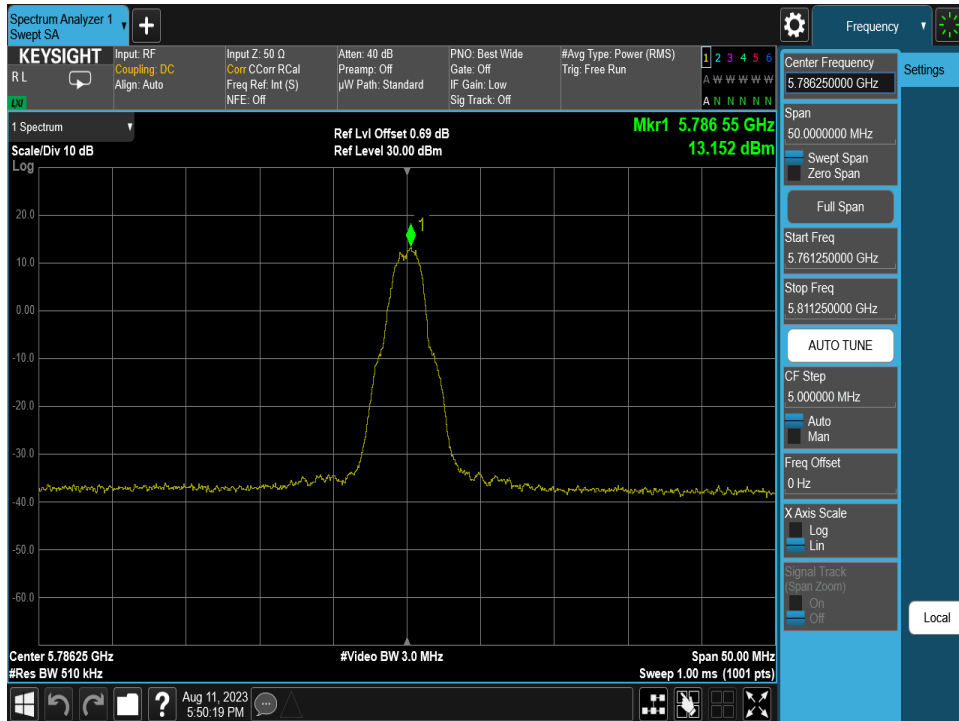 Spectrum Analyzer 1
Swept SA
+
Frequency
KEYSIGHT
R L
LXI
Input: RF
Coupling: DC
Align: Auto
Input Z: 50 Ω
Corr CCorr RCal
Freq Ref: Int (S)
NFE: Off
Atten: 40 dB
Preamp: Off
µW Path: Standard
PNO: Best Wide
Gate: Off
IF Gain: Low
Sig Track: Off
#Avg Type: Power (RMS)
Trig: Free Run
1 2 3 4 5 6
A W W W W W
A N N N N N
1 Spectrum
Scale/Div 10 dB
Log
Ref Lvl Offset 0.69 dB
Ref Level 30.00 dBm
Mkr1 5.786 55 GHz
13.152 dBm
1
20.0
10.0
0.00
-10.0
-20.0
-30.0
-40.0
-50.0
-60.0
Center 5.78625 GHz
#Res BW 510 kHz
#Video BW 3.0 MHz
Span 50.00 MHz
Sweep 1.00 ms (1001 pts)
Center Frequency
5.786250000 GHz
Settings
Span
50.0000000 MHz
Swept Span
Zero Span
Full Span
Start Freq
5.761250000 GHz
Stop Freq
5.811250000 GHz
AUTO TUNE
CF Step
5.000000 MHz
Auto
Man
Freq Offset
0 Hz
X Axis Scale
Log
Lin
Signal Track
(Span Zoom)
On
Off
Local
?
Aug 11, 2023
5:50:19 PM